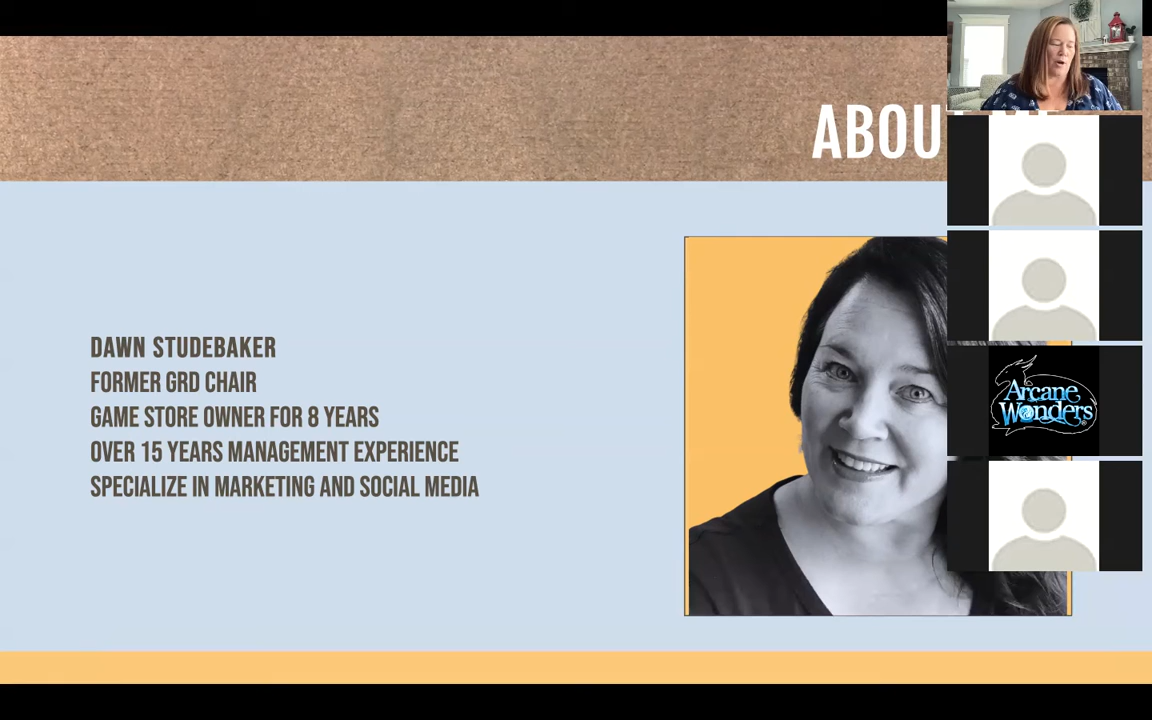 ABOU
DAWN STUDEBAKER
FORMER GRD CHAIR
GAME STORE OWNER FOR 8 YEARS
OVER 15 YEARS MANAGEMENT EXPERIENCE
SPECIALIZE IN MARKETING AND SOCIAL MEDIA
Arcane
Wonders